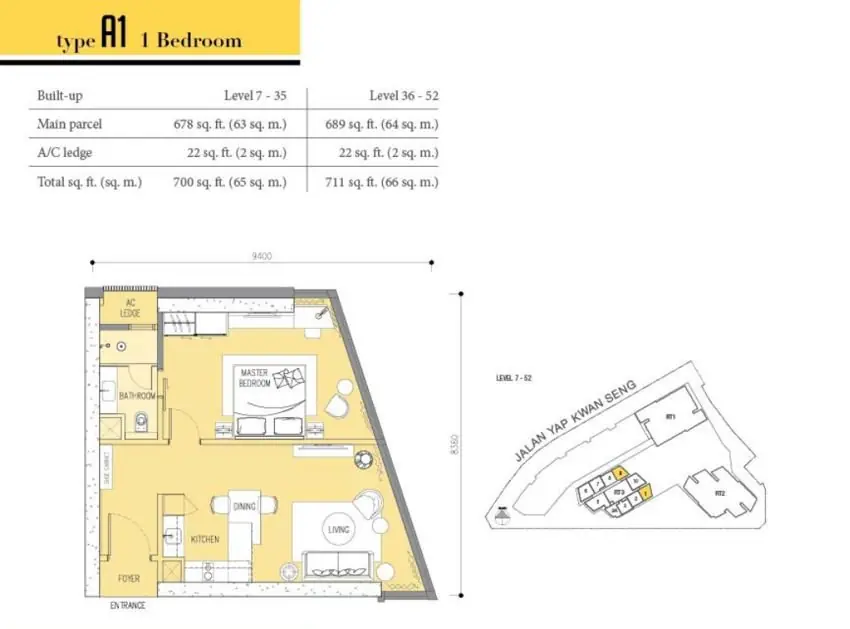 type A1 1 Bedroom
Built-up Level 7 - 35 Level 36 - 52
Main parcel 678 sq. ft. (63 sq. m.) 689 sq. ft. (64 sq. m.)
A/C ledge 22 sq. ft. (2 sq. m.) 22 sq. ft. (2 sq. m.)
Total sq. ft. (sq. m.) 700 sq. ft. (65 sq. m.) 711 sq. ft. (66 sq. m.)
9400
AC
LEDGE
MASTER
BEDROOM
BATHROOM
8360
SHOE CABINET
DINING
LIVING
KITCHEN
FOYER
ENTRANCE
LEVEL 7 - 52
JALAN YAP KWAN SENG
RT1
RT3
RT2